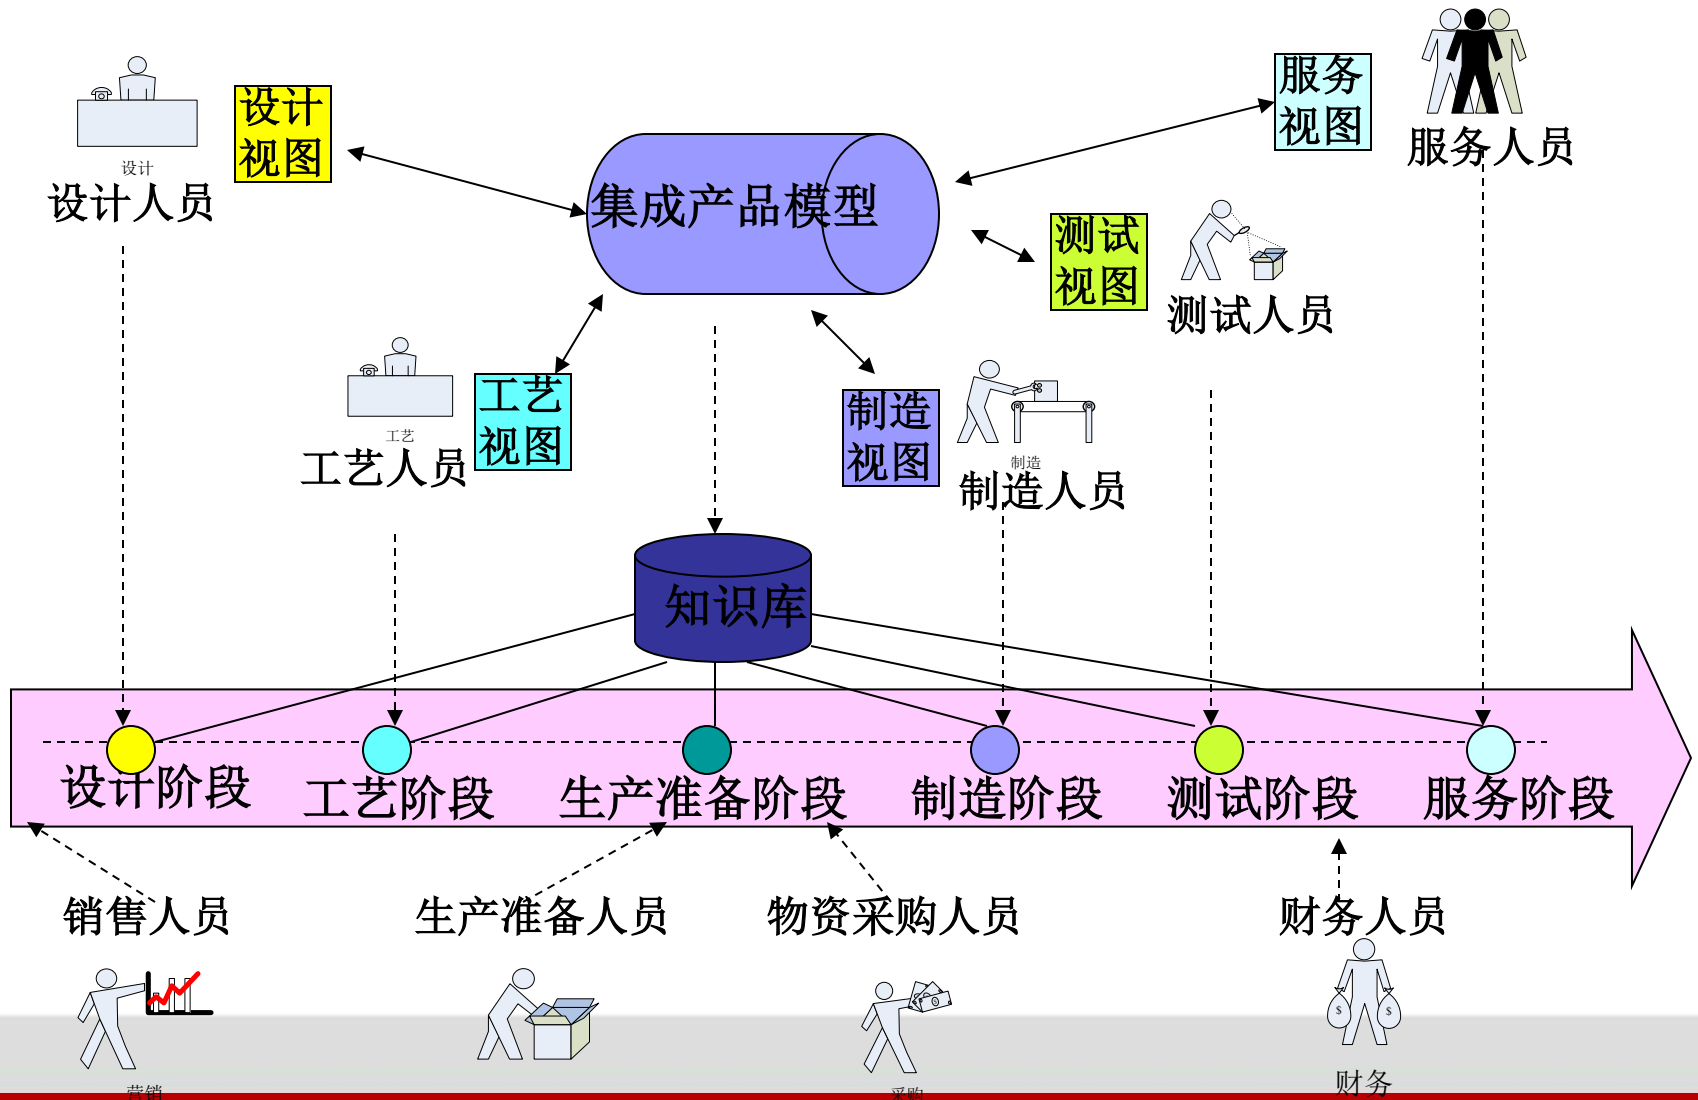 服务
视图
服务人员
设计
视图
设计
设计人员
集成产品模型
测试
视图
测试人员
工艺
视图
工艺
工艺人员
制造
视图
制造
制造人员
知识库
设计阶段
工艺阶段
生产准备阶段
制造阶段
测试阶段
服务阶段
销售人员
生产准备人员
物资采购人员
财务人员
$
$
营销
采购
财务